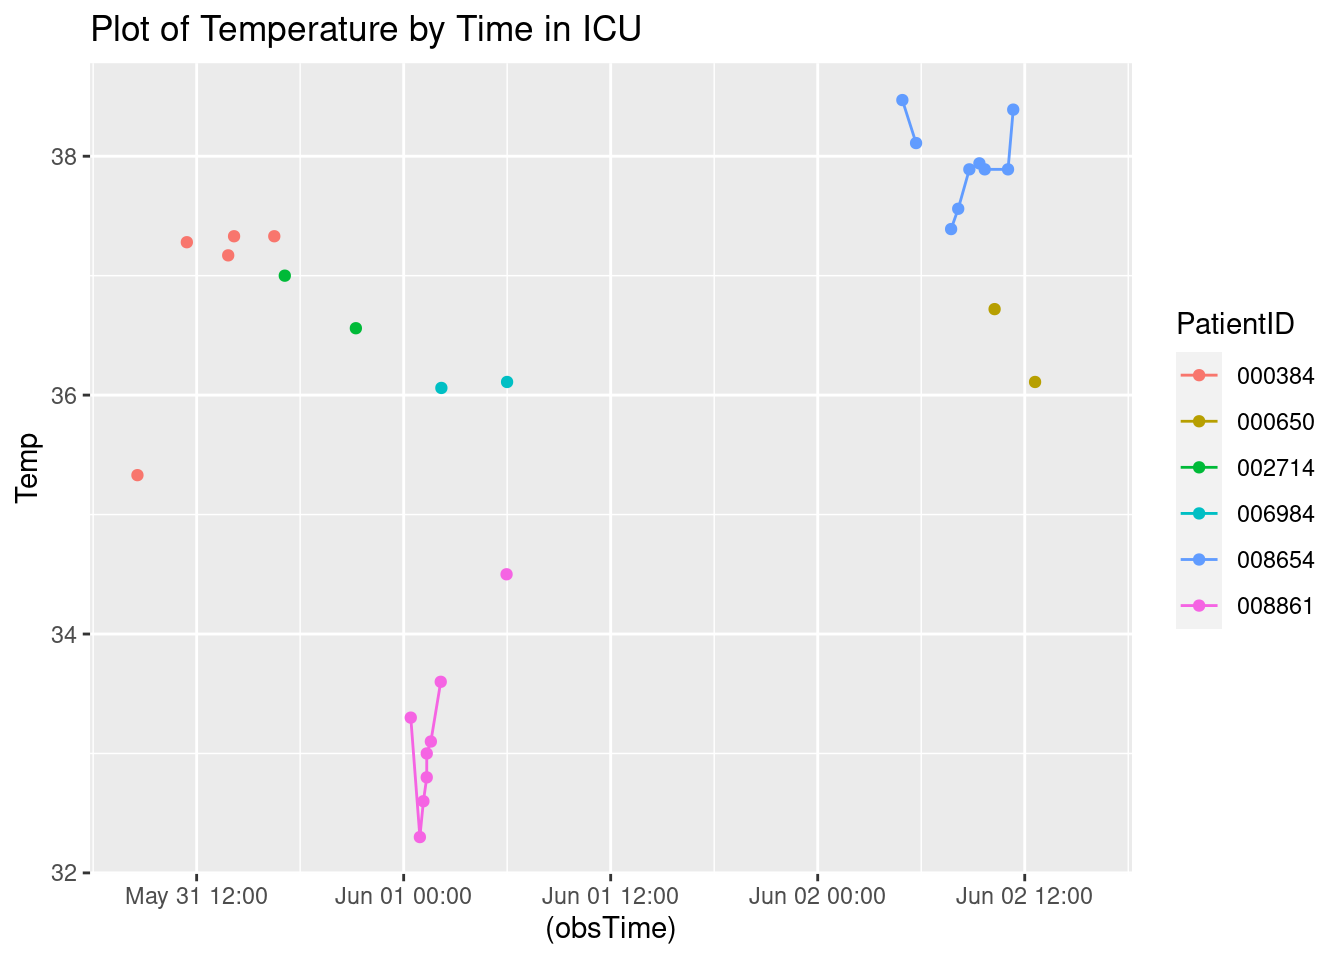 Plot of Temperature by Time in ICU
38
36
34
32
Temp
May 31 12:00 Jun 01 00:00 Jun 01 12:00 Jun 02 00:00 Jun 02 12:00
(obsTime)
PatientID
000384
000650
002714
006984
008654
008861